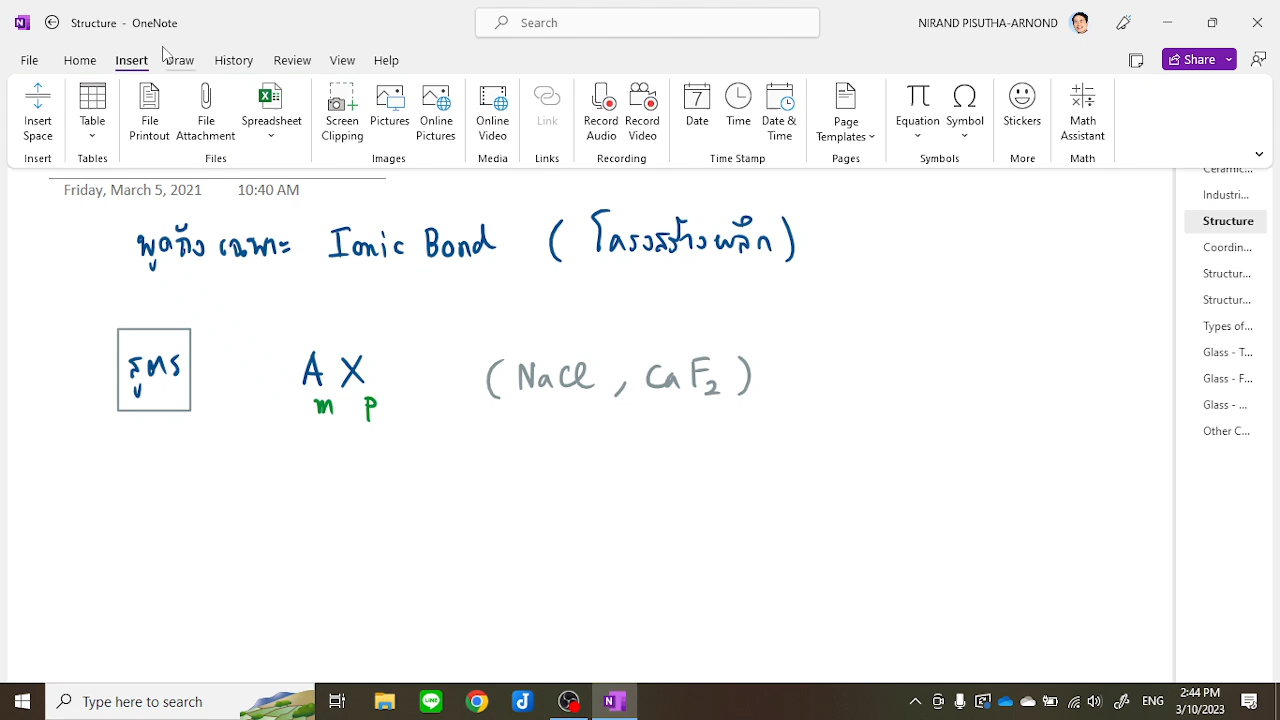 Structure - OneNote
Search
NIRAND PISUTHA-ARNOND
File Home Insert Draw History Review View Help
Share
Insert Space
Table
File Printout
File Attachment
Spreadsheet
Screen Clipping
Pictures
Online Pictures
Online Video
Link
Record Audio
Record Video
Date
Time
Date & Time
Page Templates
Equation
Symbol
Stickers
Math Assistant
Insert Tables Files Images Media Links Recording Time Stamp Pages Symbols More Math
Friday, March 5, 2021 10:40 AM
Ceramic...
Industri...
Structure
Coordin...
Structur...
Structur...
Types of...
Glass - T...
Glass - F...
Glass - ...
Other C...
พูดถึง เฉพาะ Ionic Bond ( โครงสร้างผลึก )
สูตร
A X ( NaCl , CaF₂ )
m p
Type here to search
ENG
2:44 PM
3/10/2023